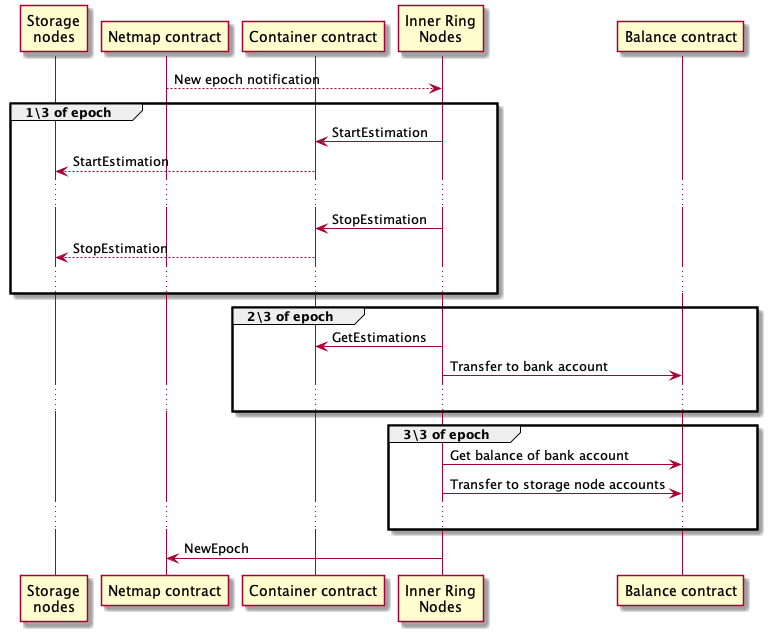 Storage
nodes
Netmap contract
Container contract
Inner Ring
Nodes
Balance contract
New epoch notification
1\3 of epoch
StartEstimation
StartEstimation
StopEstimation
StopEstimation
2\3 of epoch
GetEstimations
Transfer to bank account
3\3 of epoch
Get balance of bank account
Transfer to storage node accounts
NewEpoch
Storage
nodes
Netmap contract
Container contract
Inner Ring
Nodes
Balance contract